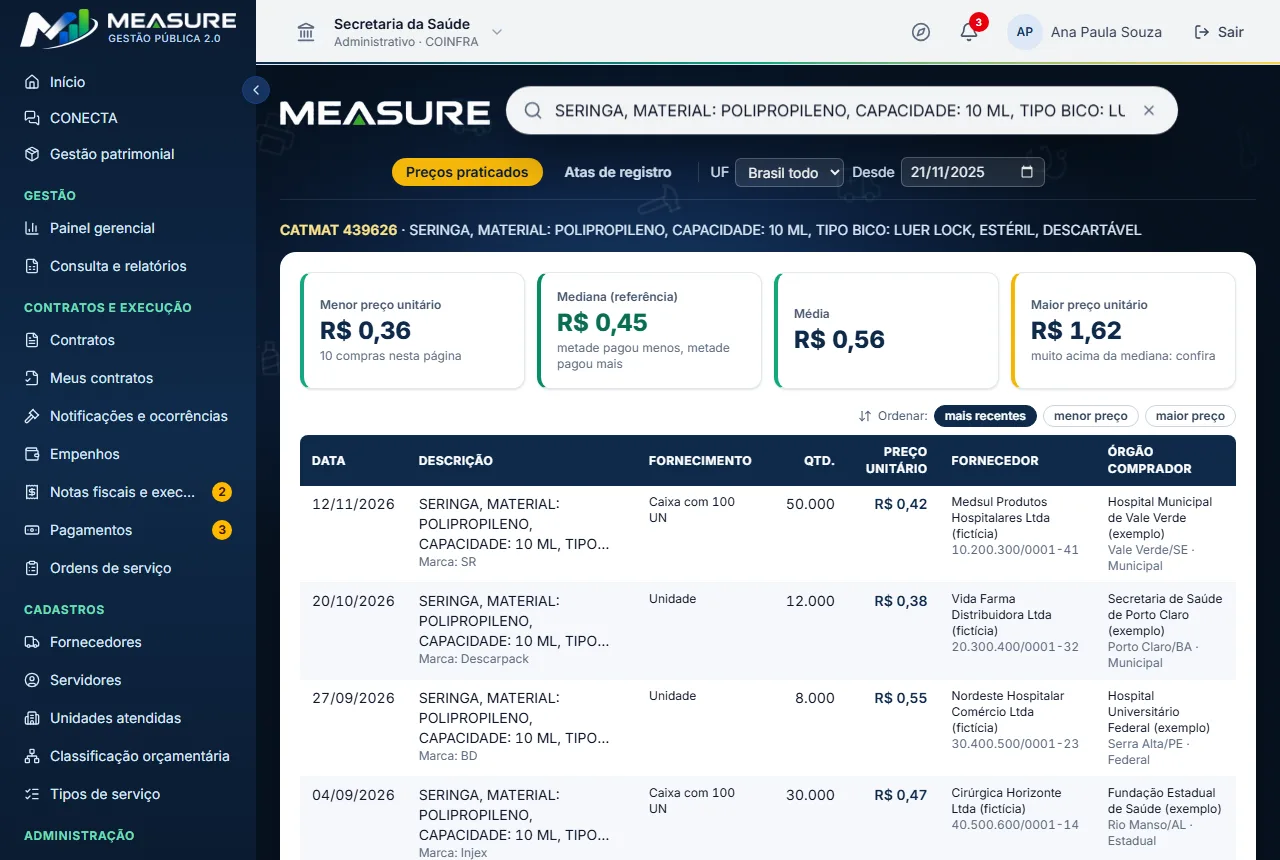 MEASURE
GESTÃO PÚBLICA 2.0
Início
CONECTA
Gestão patrimonial
GESTÃO
Painel gerencial
Consulta e relatórios
CONTRATOS E EXECUÇÃO
Contratos
Meus contratos
Notificações e ocorrências
Empenhos
Notas fiscais e exec... 2
Pagamentos 3
Ordens de serviço
CADASTROS
Fornecedores
Servidores
Unidades atendidas
Classificação orçamentária
Tipos de serviço
ADMINISTRAÇÃO
Secretaria da Saúde
Administrativo · COINFRA
3
AP Ana Paula Souza Sair
MEASURE
SERINGA, MATERIAL: POLIPROPILENO, CAPACIDADE: 10 ML, TIPO BICO: LU
Preços praticados Atas de registro UF Brasil todo Desde 21/11/2025
CATMAT 439626 · SERINGA, MATERIAL: POLIPROPILENO, CAPACIDADE: 10 ML, TIPO BICO: LUER LOCK, ESTÉRIL, DESCARTÁVEL
Menor preço unitário
R$ 0,36
10 compras nesta página
Mediana (referência)
R$ 0,45
metade pagou menos, metade
pagou mais
Média
R$ 0,56
Maior preço unitário
R$ 1,62
muito acima da mediana: confira
Ordenar: mais recentes menor preço maior preço
DATA DESCRIÇÃO FORNECIMENTO QTD. PREÇO UNITÁRIO FORNECEDOR ÓRGÃO COMPRADOR
12/11/2026
SERINGA, MATERIAL:
POLIPROPILENO,
CAPACIDADE: 10 ML, TIPO...
Marca: SR
Caixa com 100
UN
50.000
R$ 0,42
Medsul Produtos
Hospitalares Ltda
(fictícia)
10.200.300/0001-41
Hospital Municipal
de Vale Verde
(exemplo)
Vale Verde/SE ·
Municipal
20/10/2026
SERINGA, MATERIAL:
POLIPROPILENO,
CAPACIDADE: 10 ML, TIPO...
Marca: Descarpack
Unidade
12.000
R$ 0,38
Vida Farma
Distribuidora Ltda
(fictícia)
20.300.400/0001-32
Secretaria de Saúde
de Porto Claro
(exemplo)
Porto Claro/BA ·
Municipal
27/09/2026
SERINGA, MATERIAL:
POLIPROPILENO,
CAPACIDADE: 10 ML, TIPO...
Marca: BD
Unidade
8.000
R$ 0,55
Nordeste Hospitalar
Comércio Ltda
(fictícia)
30.400.500/0001-23
Hospital
Universitário
Federal (exemplo)
Serra Alta/PE ·
Federal
04/09/2026
SERINGA, MATERIAL:
POLIPROPILENO,
CAPACIDADE: 10 ML, TIPO...
Marca: Injex
Caixa com 100
UN
30.000
R$ 0,47
Cirúrgica Horizonte
Ltda (fictícia)
40.500.600/0001-14
Fundação Estadual
de Saúde (exemplo)
Rio Manso/AL ·
Estadual